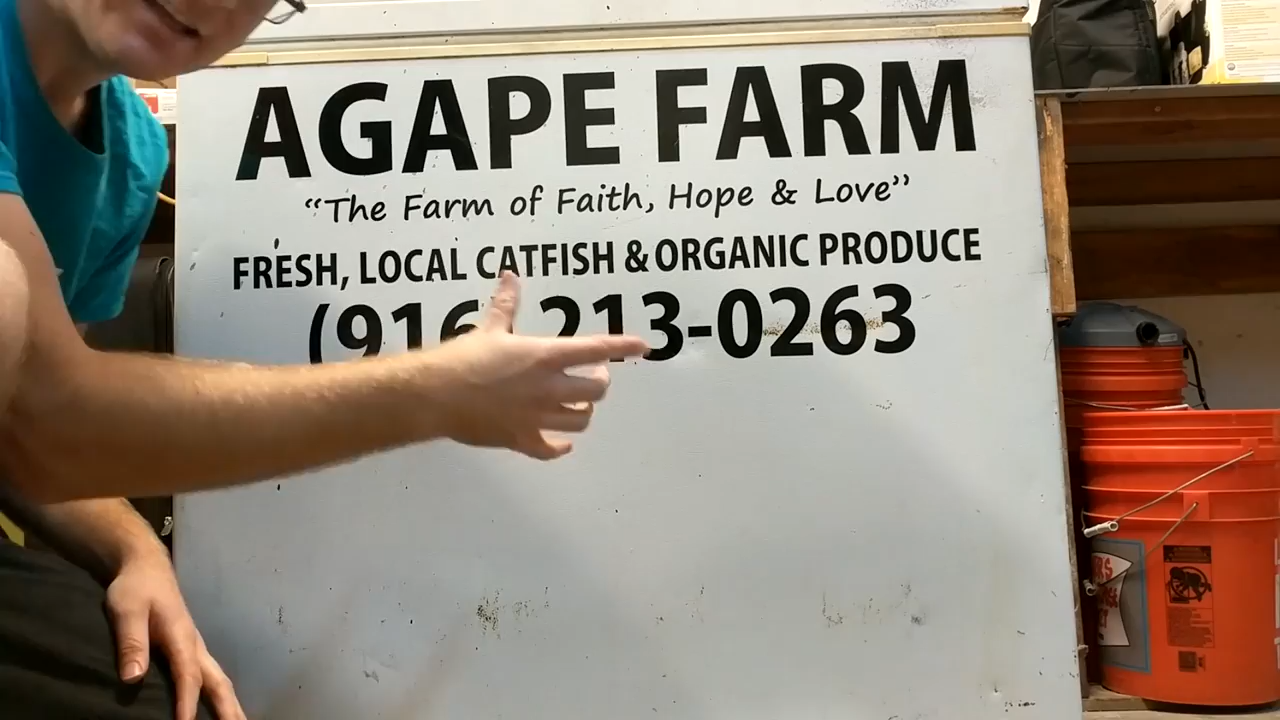 AGAPE FARM
“The Farm of Faith, Hope & Love”
FRESH, LOCAL CATFISH & ORGANIC PRODUCE
(916) 213-0263